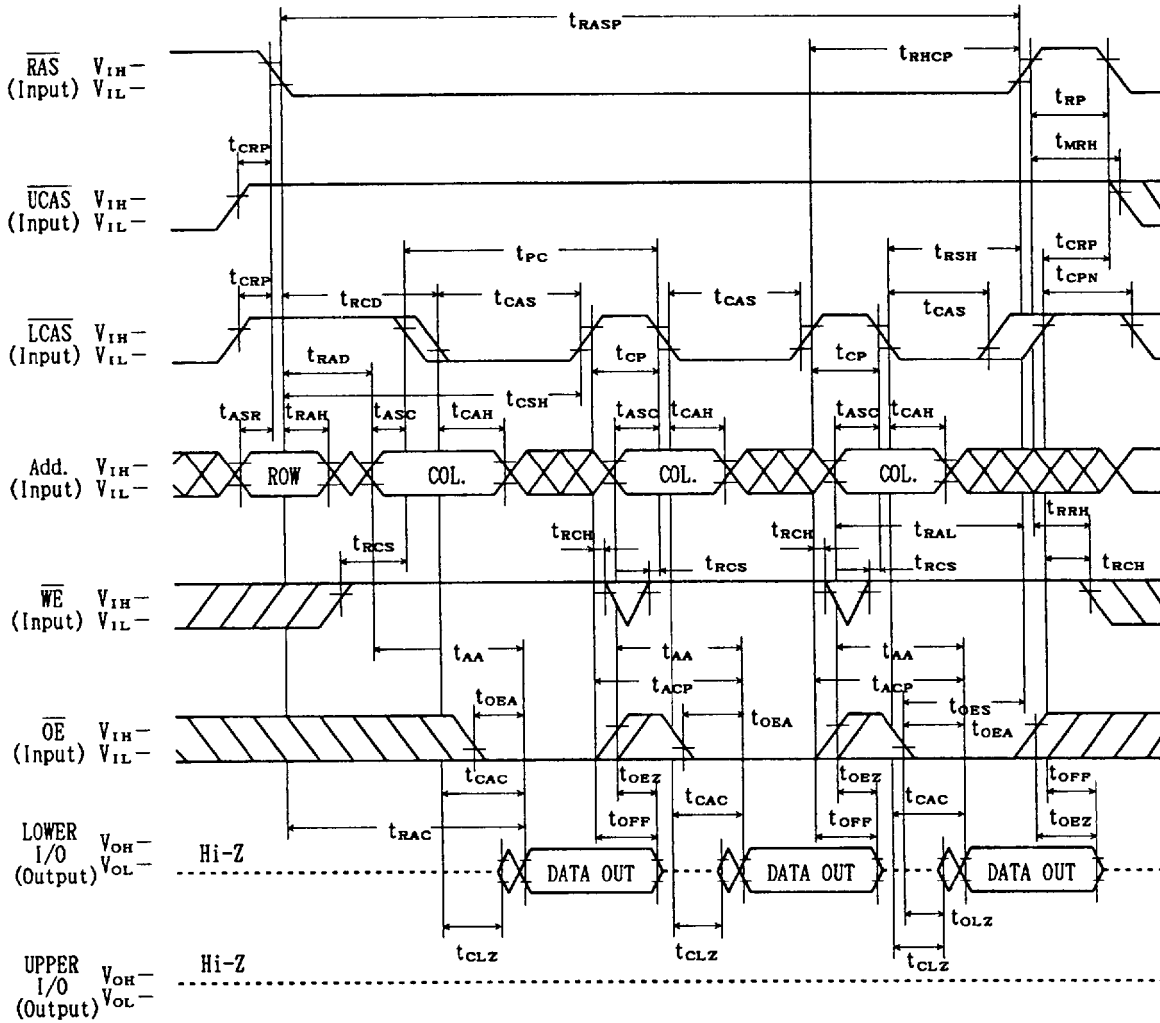 tRASP
tRHCP
RAS VIH—
(Input) VIL—
tRP
tCRP tMRH
UCAS VIH—
(Input) VIL—
tPC tRSH tCRP
tCRP tRCD tCAS tCAS tCAS tCPN
LCAS VIH—
(Input) VIL—
tRAD tCP tCP
tCSH
tASR tRAH tASC tCAH tASC tCAH tASC tCAH
Add. VIH—
(Input) VIL—
ROW COL. COL. COL.
tRCS tRCH tRCH tRAL tRRH
tRCS tRCS tRCH
WE VIH—
(Input) VIL—
tAA tAA tAA
tACP tACP
tOEA tOEA tOES
tOEA
OE VIH—
(Input) VIL—
tCAC tOEZ tCAC tOEZ tCAC tOFF
tRAC tOFF tOFF tOEZ
LOWER
I/O
(Output) VOH—
VOL—
Hi-Z DATA OUT DATA OUT DATA OUT
tOLZ
tCLZ tCLZ tCLZ
UPPER
I/O
(Output) VOH—
VOL—
Hi-Z